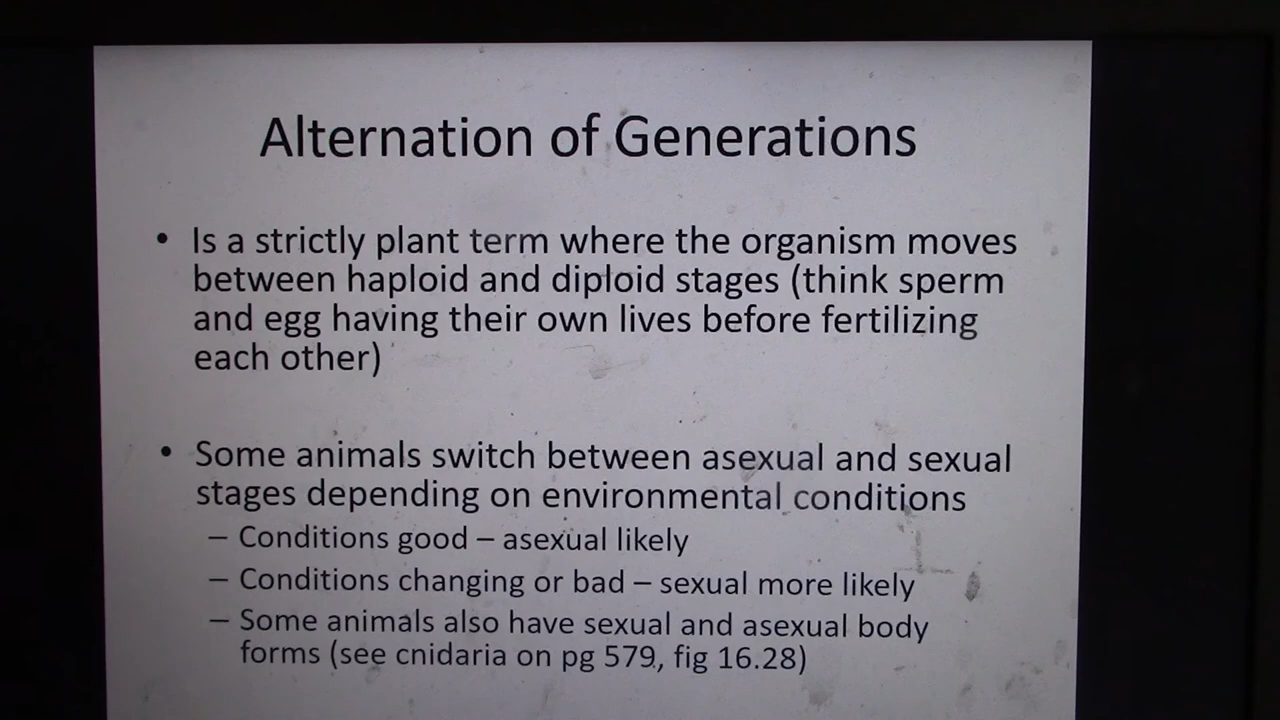 Alternation of Generations
• Is a strictly plant term where the organism moves
between haploid and diploid stages (think sperm
and egg having their own lives before fertilizing
each other)
• Some animals switch between asexual and sexual
stages depending on environmental conditions
– Conditions good – asexual likely
– Conditions changing or bad – sexual more likely
– Some animals also have sexual and asexual body
forms (see cnidaria on pg 579, fig 16.28)